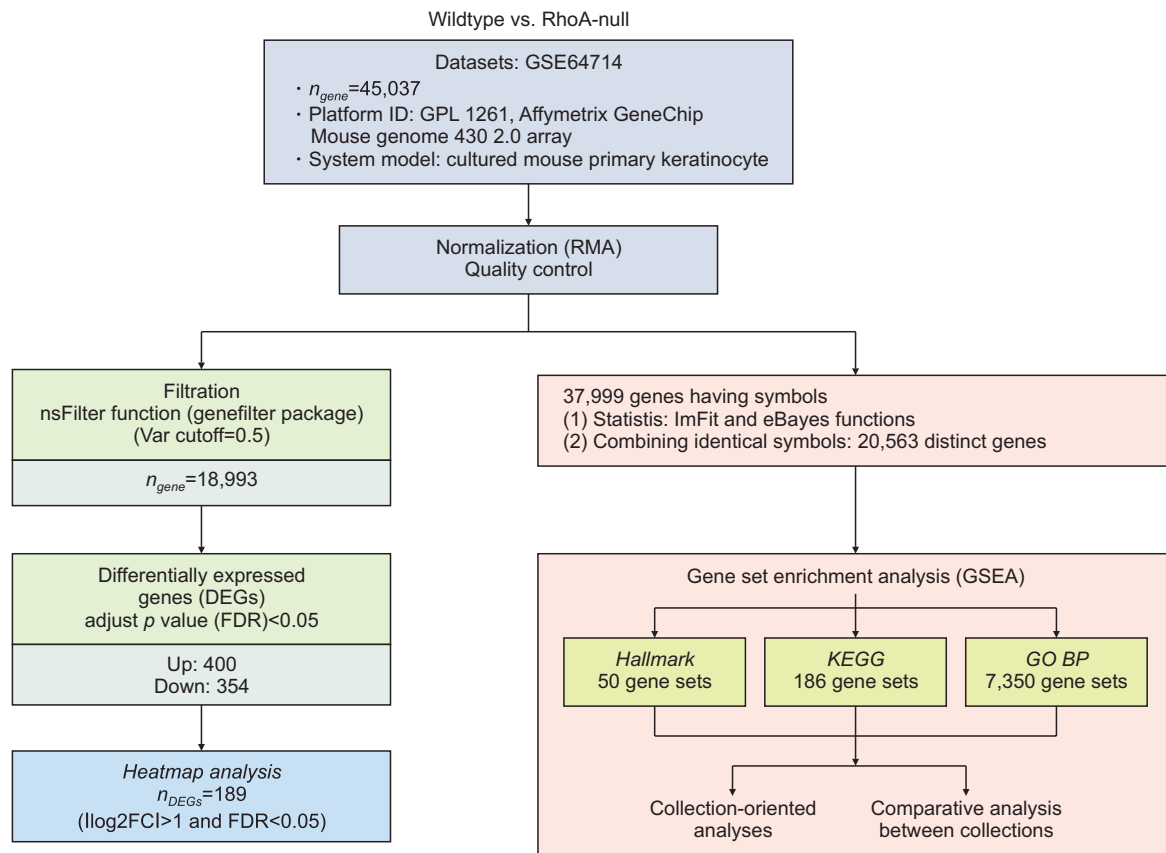 Wildtype vs. RhoA-null
Datasets: GSE64714
· n_gene=45,037
· Platform ID: GPL 1261, Affymetrix GeneChip
Mouse genome 430 2.0 array
· System model: cultured mouse primary keratinocyte
Normalization (RMA)
Quality control
Filtration
nsFilter function (genefilter package)
(Var cutoff=0.5)
n_gene=18,993
Differentially expressed
genes (DEGs)
adjust p value (FDR)<0.05
Up: 400
Down: 354
Heatmap analysis
n_DEGs=189
(Ilog2FCI>1 and FDR<0.05)
37,999 genes having symbols
(1) Statistis: lmFit and eBayes functions
(2) Combining identical symbols: 20,563 distinct genes
Gene set enrichment analysis (GSEA)
Hallmark
50 gene sets
KEGG
186 gene sets
GO BP
7,350 gene sets
Collection-oriented
analyses
Comparative analysis
between collections